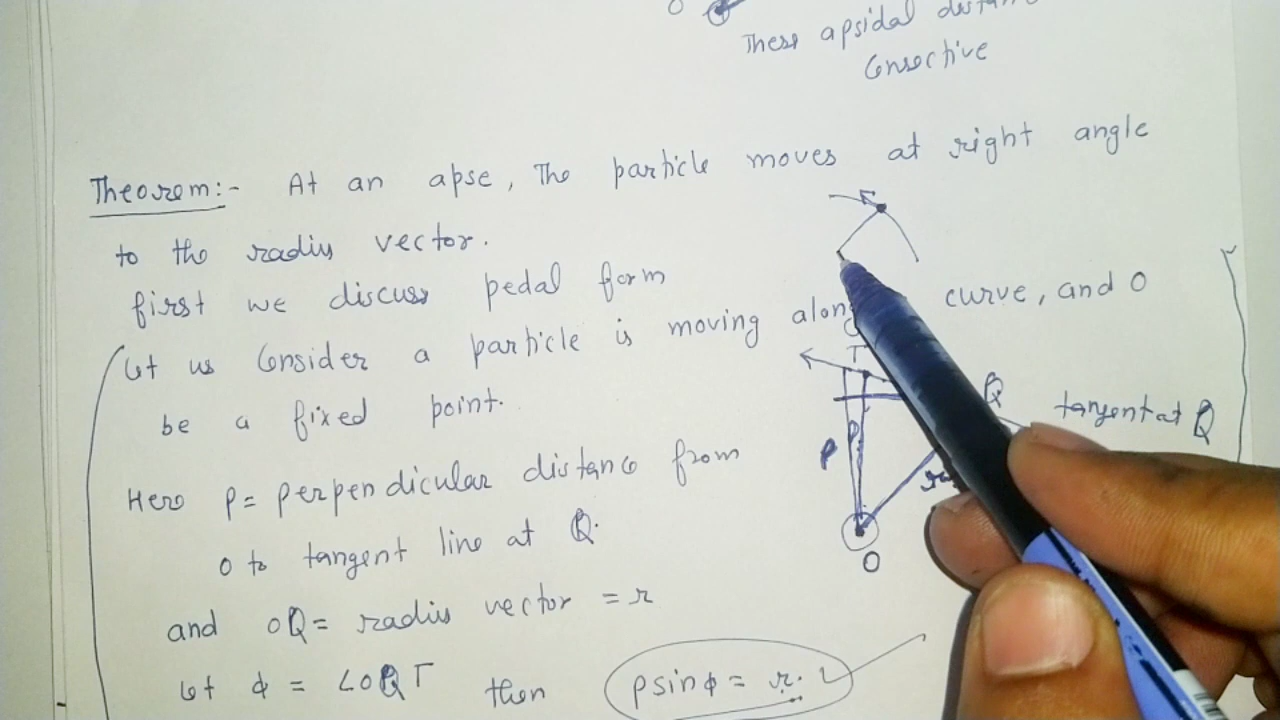 O
These apsidal distan
Consective
Theorem:- At an apse, The particle moves at right angle
to the radius vector.
first we discuss pedal form
Let us Consider a particle is moving along curve, and O
be a fixed point.
T
Q
tangent at Q
P
P
r
O
Here p = perpendicular distance from
O to tangent line at Q.
and OQ = radius vector = r
Let ϕ = ∠OQT then psinϕ = r.